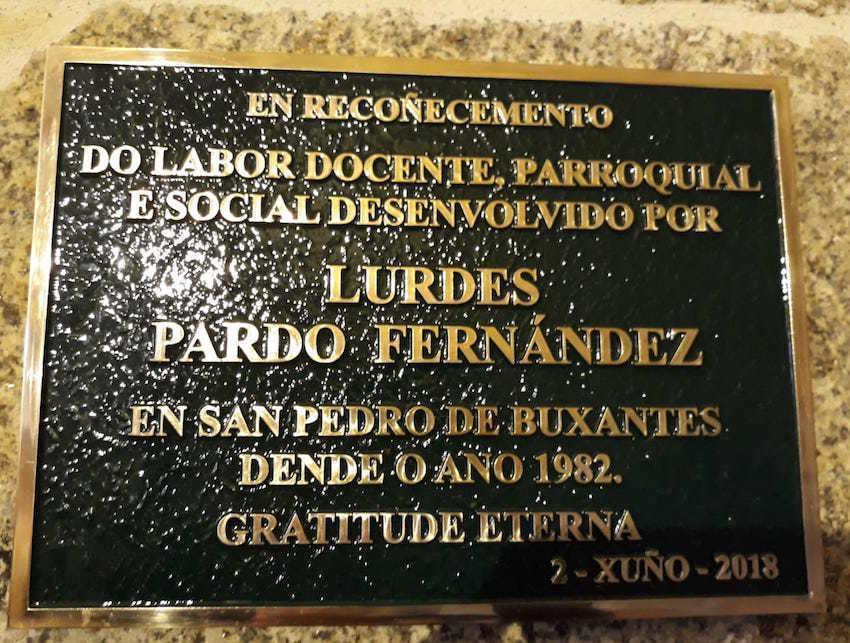 EN RECOÑECEMENTO
DO LABOR DOCENTE, PARROQUIAL
E SOCIAL DESENVOLVIDO POR
LURDES
PARDO FERNÁNDEZ
EN SAN PEDRO DE BUXANTES
DENDE O ANO 1982.
GRATITUDE ETERNA
2 - XUÑO - 2018